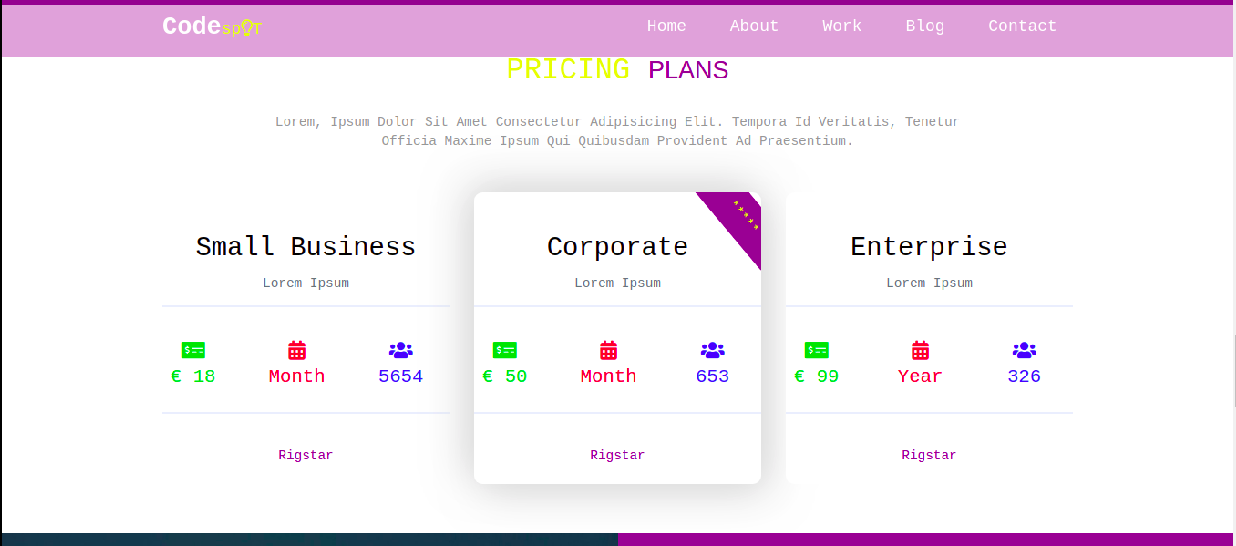 Codespot Home About Work Blog Contact
PRICING PLANS
Lorem, Ipsum Dolor Sit Amet Consectetur Adipisicing Elit. Tempora Id Veritatis, Tenetur
Officia Maxime Ipsum Qui Quibusdam Provident Ad Praesentium.
*****
Small Business Corporate Enterprise
Lorem Ipsum Lorem Ipsum Lorem Ipsum
€ 18 Month 5654 € 50 Month 653 € 99 Year 326
Rigstar Rigstar Rigstar